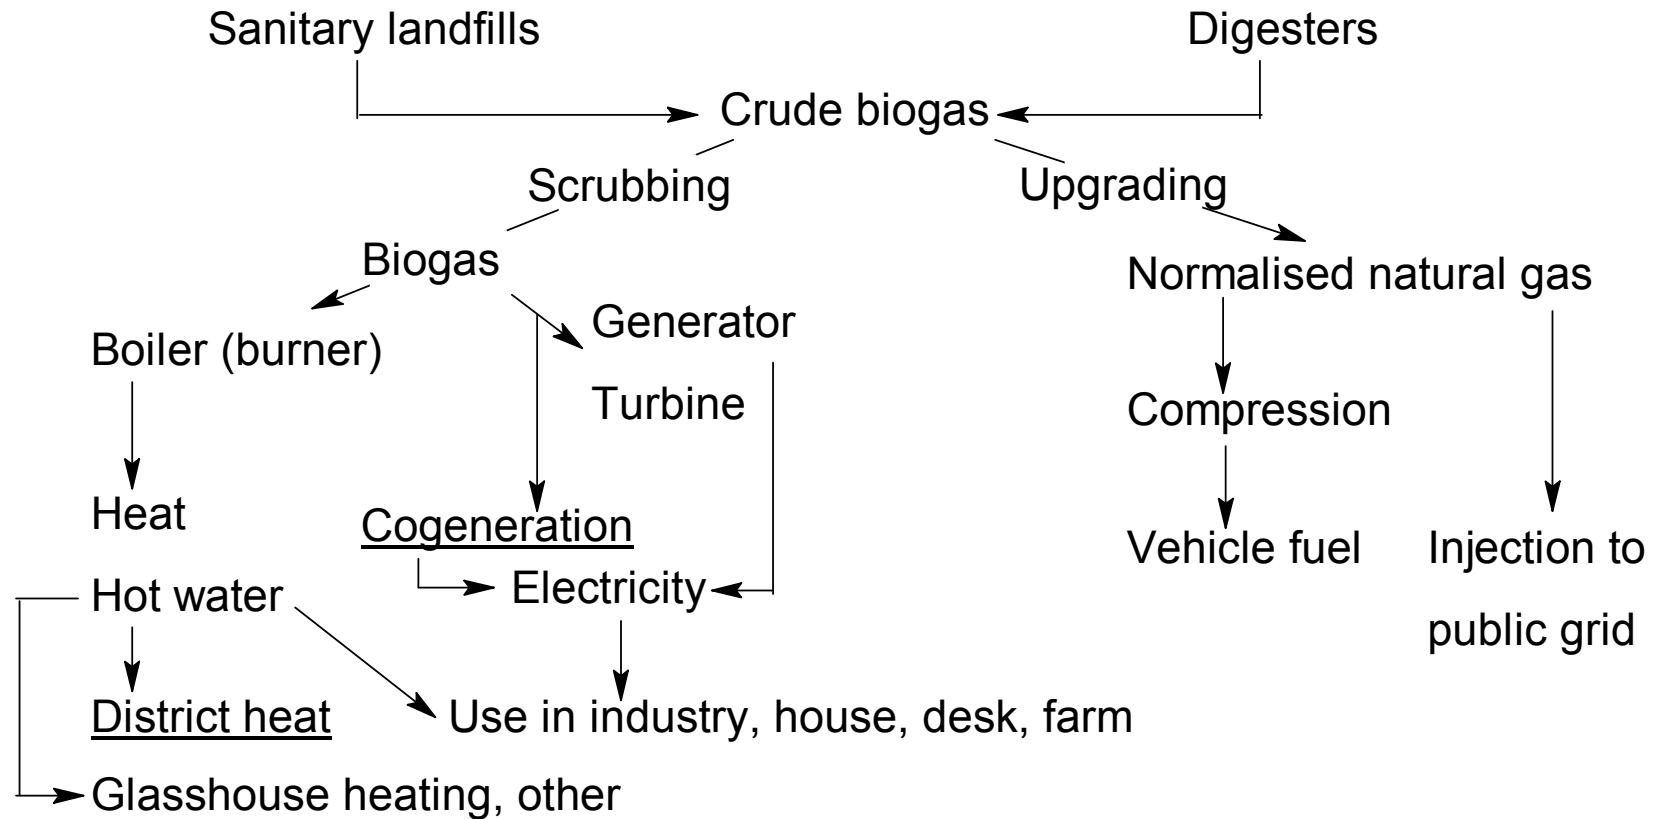 Sanitary landfills
Digesters
Crude biogas
Scrubbing
Upgrading
Biogas
Normalised natural gas
Generator
Boiler (burner)
Turbine
Compression
Heat
Cogeneration
Vehicle fuel
Injection to
Electricity
Hot water
public grid
District heat
Use in industry, house, desk, farm
Glasshouse heating, other